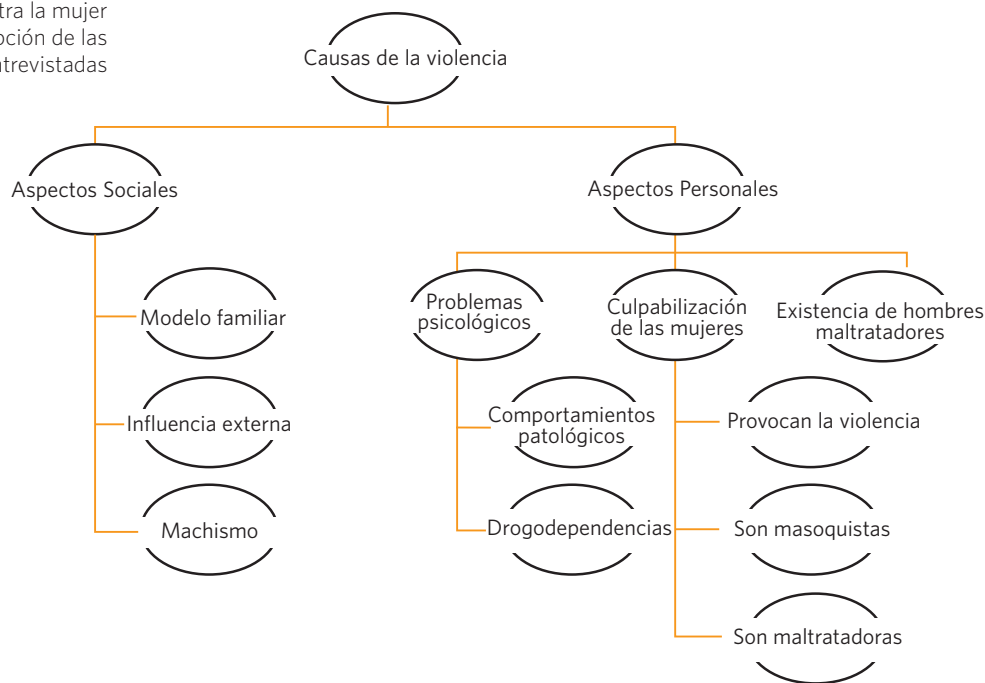 tra la mujer
pción de las
ntrevistadas
Causas de la violencia
Aspectos Sociales
Aspectos Personales
Modelo familiar
Influencia externa
Machismo
Problemas
psicológicos
Culpabilización
de las mujeres
Existencia de hombres
maltratadores
Comportamientos
patológicos
Drogodependencias
Provocan la violencia
Son masoquistas
Son maltratadoras